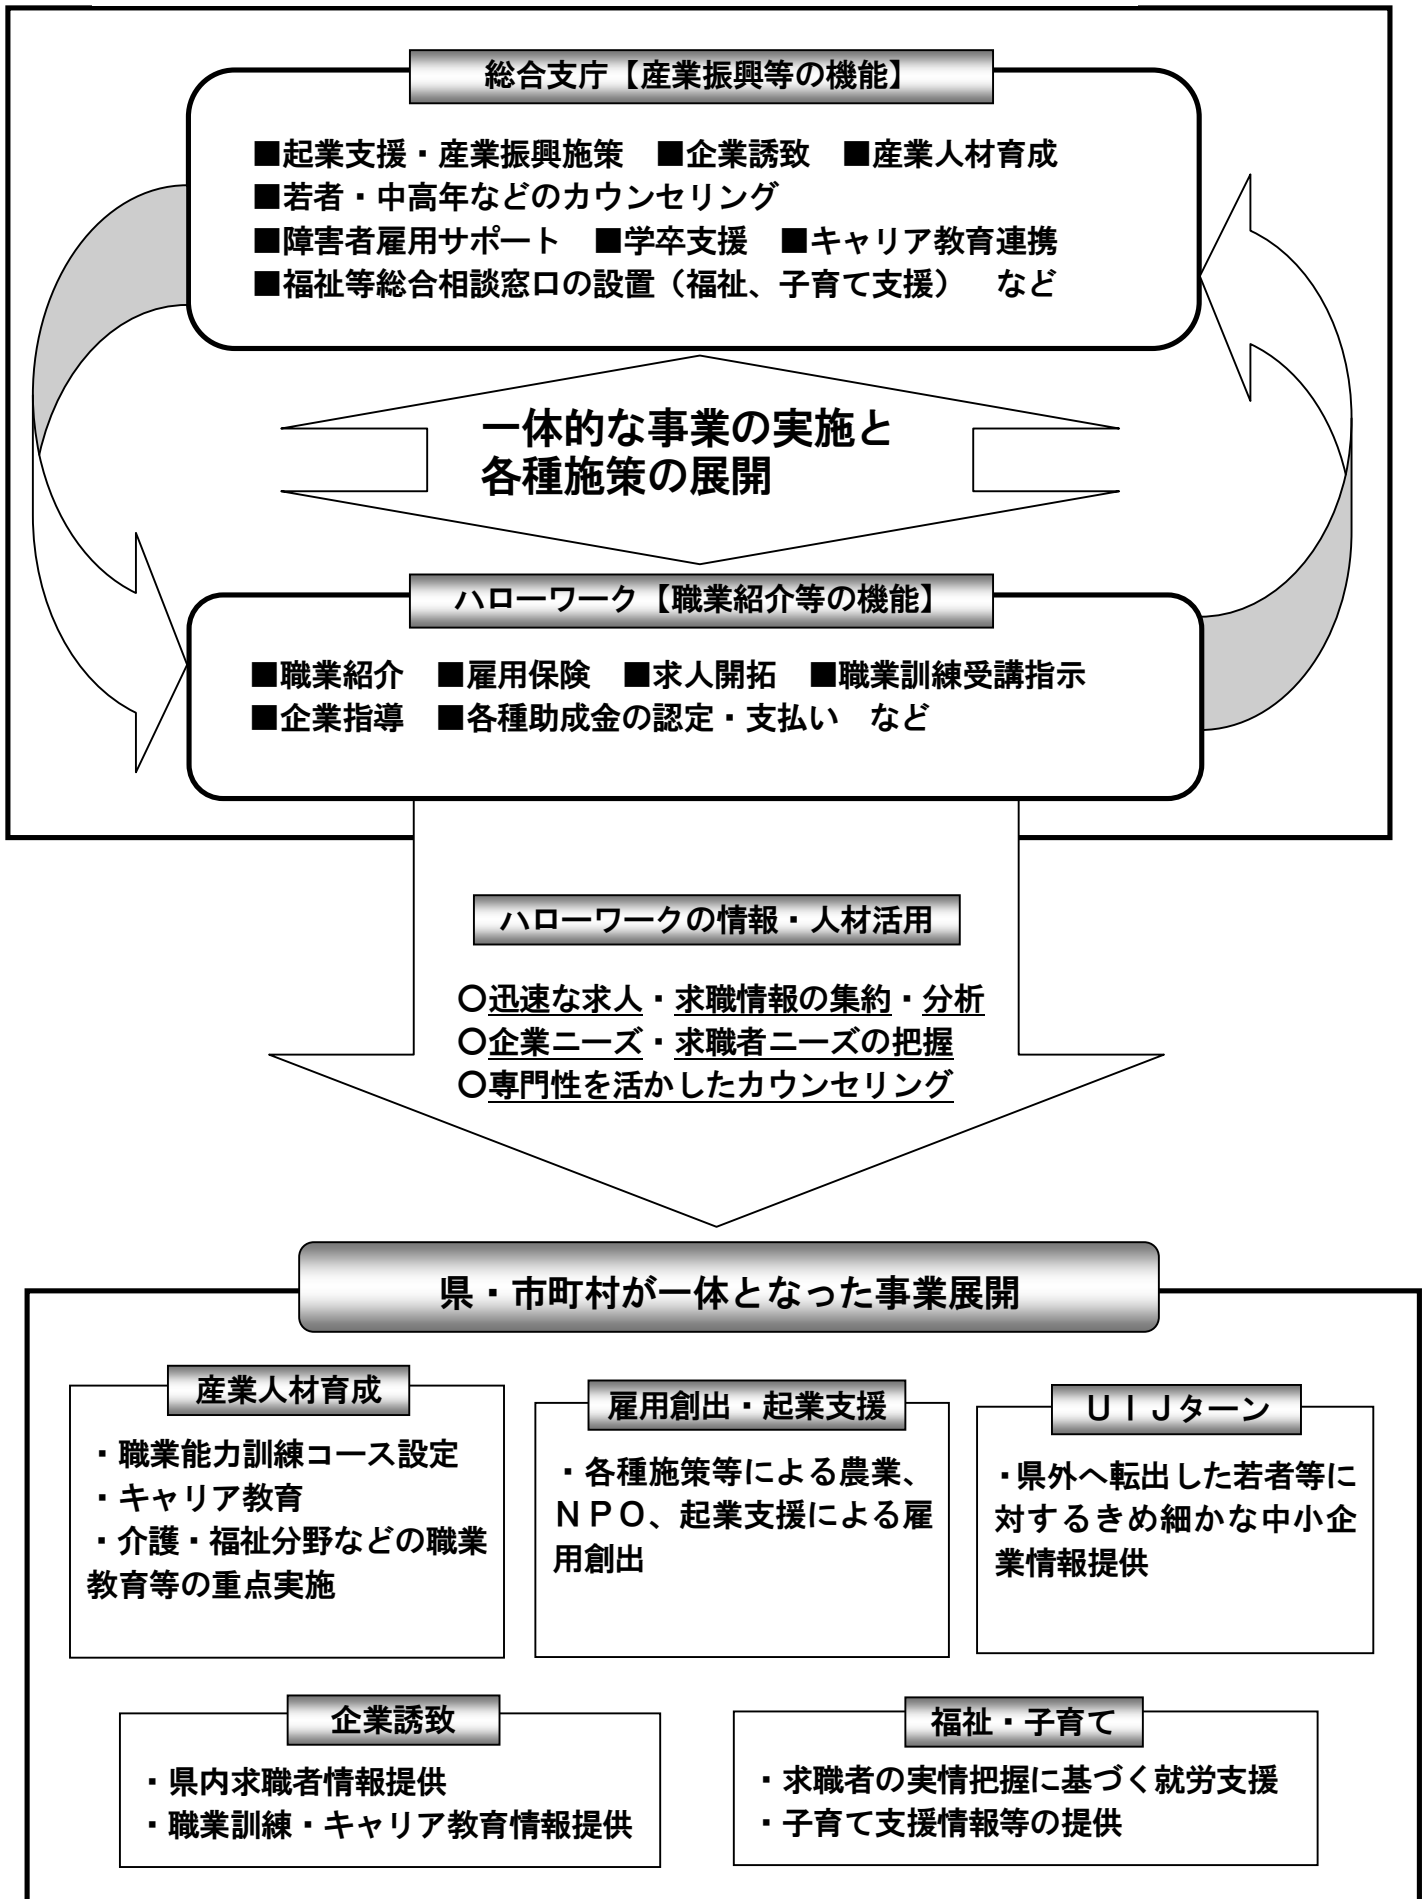 総合支庁【産業振興等の機能】
■起業支援・産業振興施策　■企業誘致　■産業人材育成
■若者・中高年などのカウンセリング
■障害者雇用サポート　■学卒支援　■キャリア教育連携
■福祉等総合相談窓口の設置（福祉、子育て支援）　など
一体的な事業の実施と
各種施策の展開
ハローワーク【職業紹介等の機能】
■職業紹介　■雇用保険　■求人開拓　■職業訓練受講指示
■企業指導　■各種助成金の認定・支払い　など
ハローワークの情報・人材活用
○迅速な求人・求職情報の集約・分析
○企業ニーズ・求職者ニーズの把握
○専門性を活かしたカウンセリング
県・市町村が一体となった事業展開
産業人材育成
・職業能力訓練コース設定
・キャリア教育
・介護・福祉分野などの職業
教育等の重点実施
雇用創出・起業支援
・各種施策等による農業、
ＮＰＯ、起業支援による雇
用創出
ＵＩＪターン
・県外へ転出した若者等に
対するきめ細かな中小企
業情報提供
企業誘致
・県内求職者情報提供
・職業訓練・キャリア教育情報提供
福祉・子育て
・求職者の実情把握に基づく就労支援
・子育て支援情報等の提供